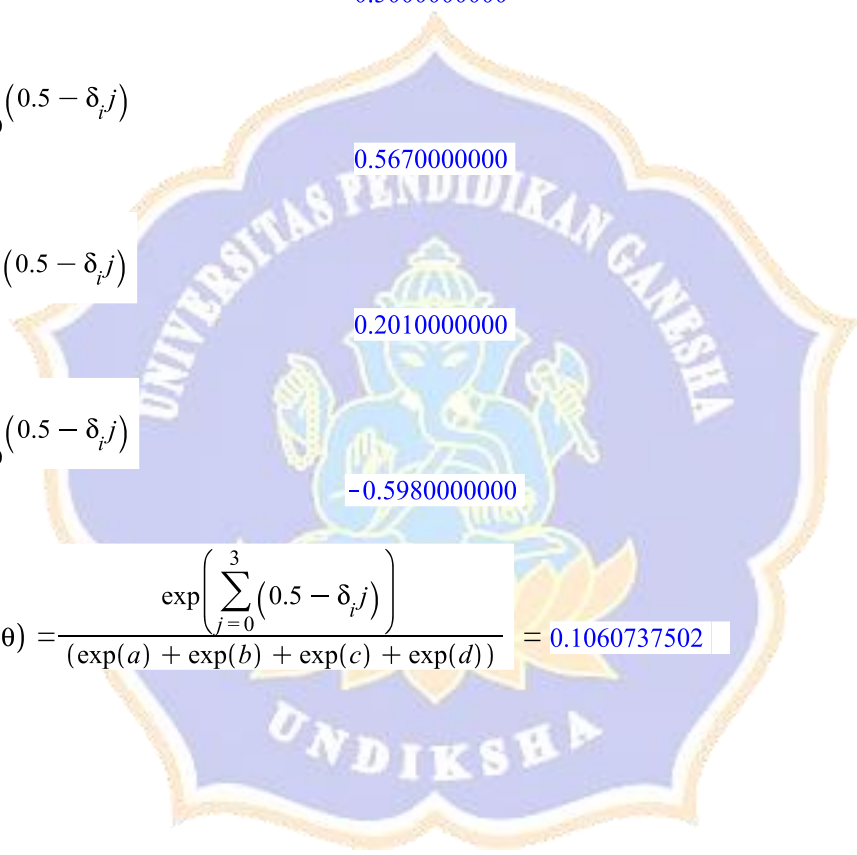 (0.5 − δ_i j)
0.5670000000
UNIVERSITAS PENDIDIKAN GANESHA
(0.5 − δ_i j)
0.2010000000
(0.5 − δ_i j)
−0.5980000000
θ) = exp(∑_{j=0}^{3} (0.5 − δ_i j)) / (exp(a) + exp(b) + exp(c) + exp(d)) = 0.1060737502
UNDIKSHA